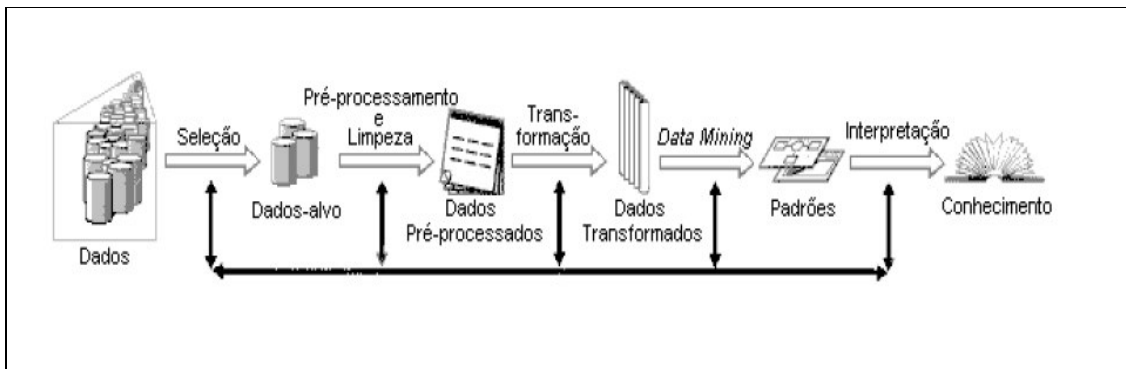 Dados
Seleção
Dados-alvo
Pré-processamento
e
Limpeza
Dados
Pré-processados
Trans-
formação
Dados
Transformados
Data Mining
Padrões
Interpretação
Conhecimento